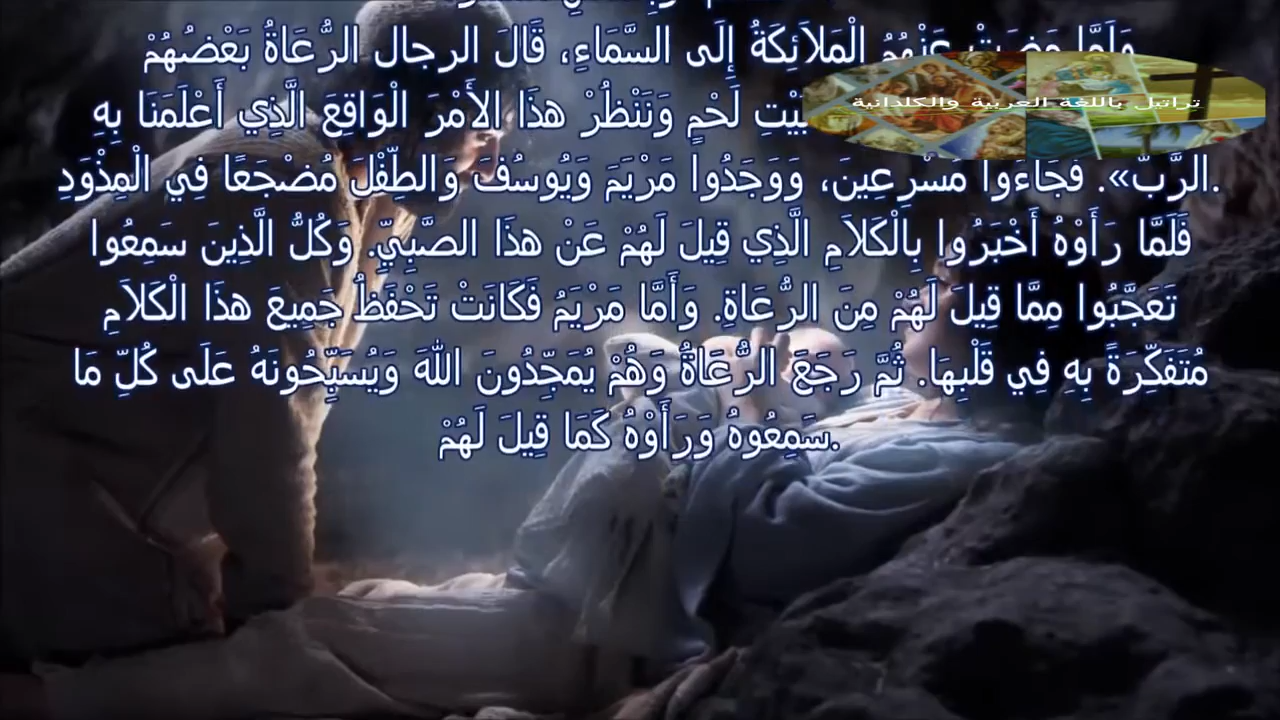 وَلَمَّا مَضَتْ عَنْهُمُ الْمَلاَئِكَةُ إِلَى السَّمَاءِ، قَالَ الرجال الرُّعَاةُ بَعْضُهُمْ
تراتيل باللغة العربية والكلدانية
بَيْتِ لَحْمٍ وَنَنْظُرْ هذَا الأَمْرَ الْوَاقِعَ الَّذِي أَعْلَمَنَا بِهِ
الرَّبُّ». فَجَاءُوا مُسْرِعِينَ، وَوَجَدُوا مَرْيَمَ وَيُوسُفَ وَالطِّفْلَ مُضْجَعًا فِي الْمِذْوَدِ.
فَلَمَّا رَأَوْهُ أَخْبَرُوا بِالْكَلاَمِ الَّذِي قِيلَ لَهُمْ عَنْ هذَا الصَّبِيِّ. وَكُلُّ الَّذِينَ سَمِعُوا
تَعَجَّبُوا مِمَّا قِيلَ لَهُمْ مِنَ الرُّعَاةِ. وَأَمَّا مَرْيَمُ فَكَانَتْ تَحْفَظُ جَمِيعَ هذَا الْكَلاَمِ
مُتَفَكِّرَةً بِهِ فِي قَلْبِهَا. ثُمَّ رَجَعَ الرُّعَاةُ وَهُمْ يُمَجِّدُونَ اللهَ وَيُسَبِّحُونَهُ عَلَى كُلِّ مَا
سَمِعُوهُ وَرَأَوْهُ كَمَا قِيلَ لَهُمْ.